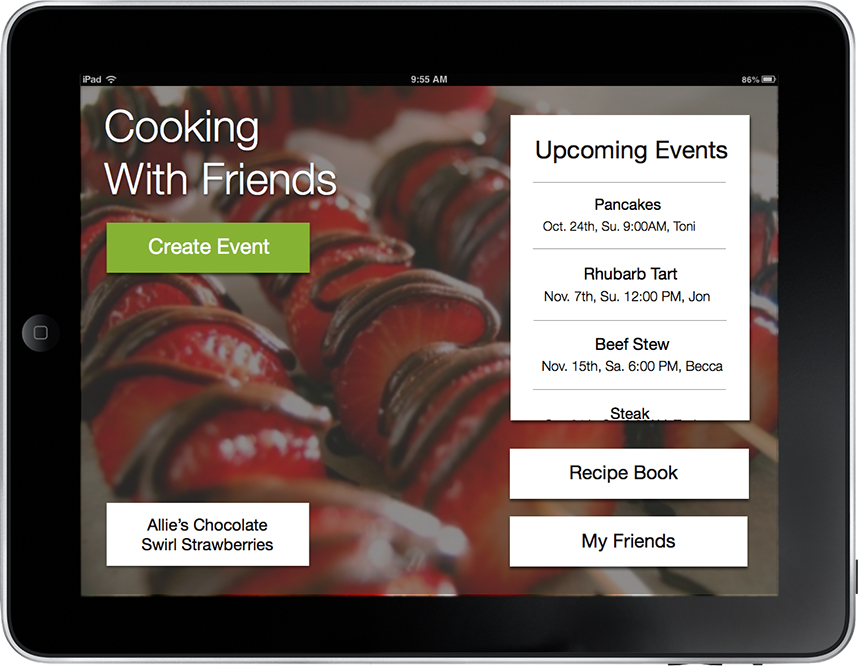 iPad
9:55 AM
86%
Cooking
With Friends
Create Event
Upcoming Events
Pancakes
Oct. 24th, Su. 9:00AM, Toni
Rhubarb Tart
Nov. 7th, Su. 12:00 PM, Jon
Beef Stew
Nov. 15th, Sa. 6:00 PM, Becca
Steak
Recipe Book
My Friends
Allie's Chocolate
Swirl Strawberries